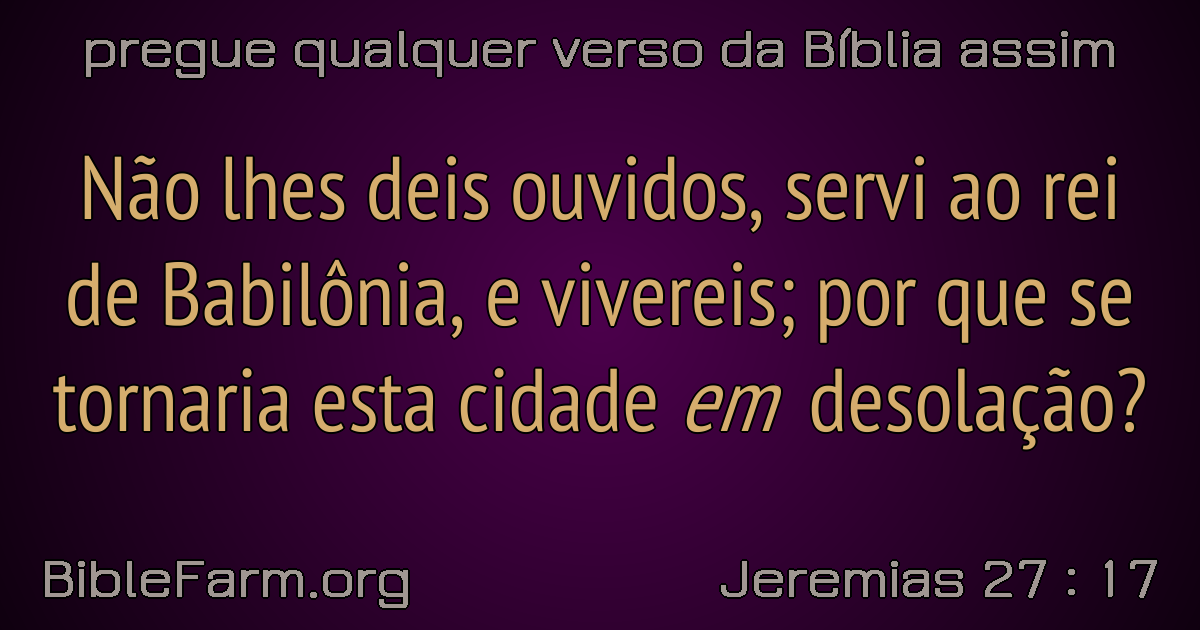 pregue qualquer verso da Bíblia assim
Não lhes deis ouvidos, servi ao rei
de Babilônia, e vivereis; por que se
tornaria esta cidade em desolação?
BibleFarm.org
Jeremias 27 : 17